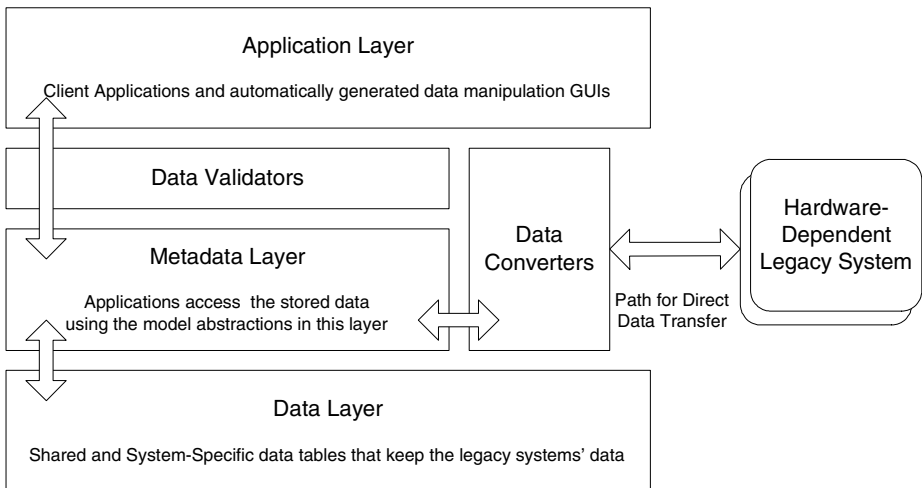 Application Layer
Client Applications and automatically generated data manipulation GUIs
Data Validators
Metadata Layer
Applications access the stored data
using the model abstractions in this layer
Data
Converters
Path for Direct
Data Transfer
Hardware-
Dependent
Legacy System
Data Layer
Shared and System-Specific data tables that keep the legacy systems' data